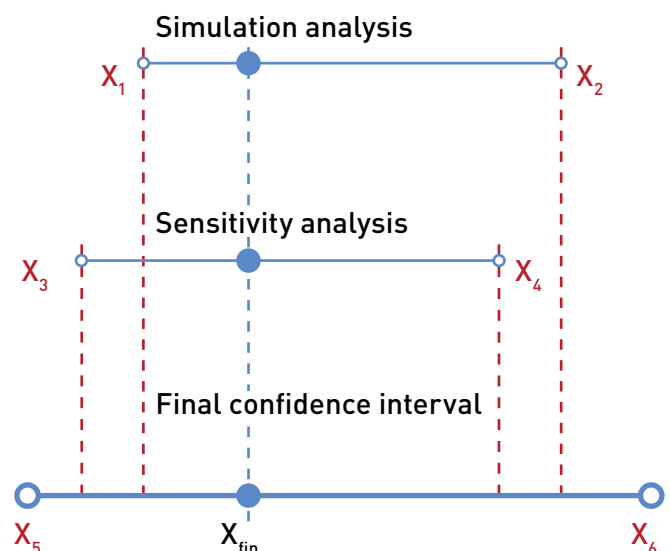 Simulation analysis
X1 X2
Sensitivity analysis
X3 X4
Final confidence interval
X5 Xfin X6